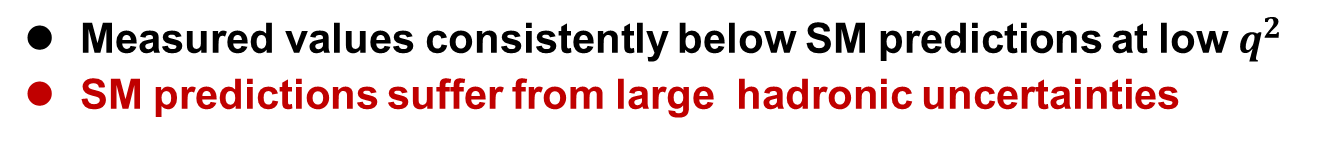 ● Measured values consistently below SM predictions at low q²
● SM predictions suffer from large  hadronic uncertainties